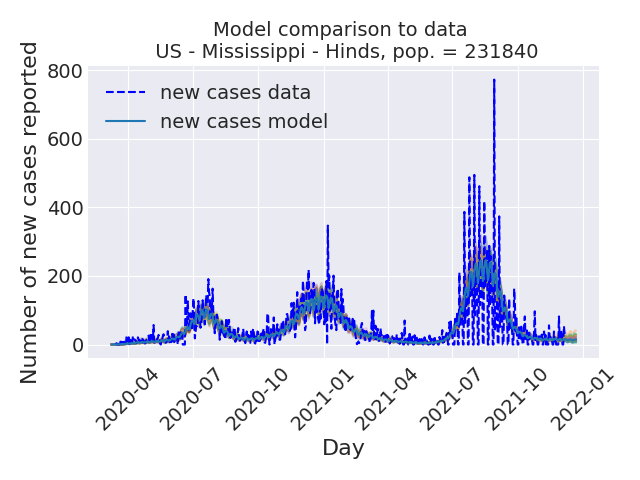 Model comparison to data
US - Mississippi - Hinds, pop. = 231840
Number of new cases reported
800
600
400
200
0
new cases data
new cases model
2020-04
2020-07
2020-10
2021-01
2021-04
2021-07
2021-10
2022-01
Day